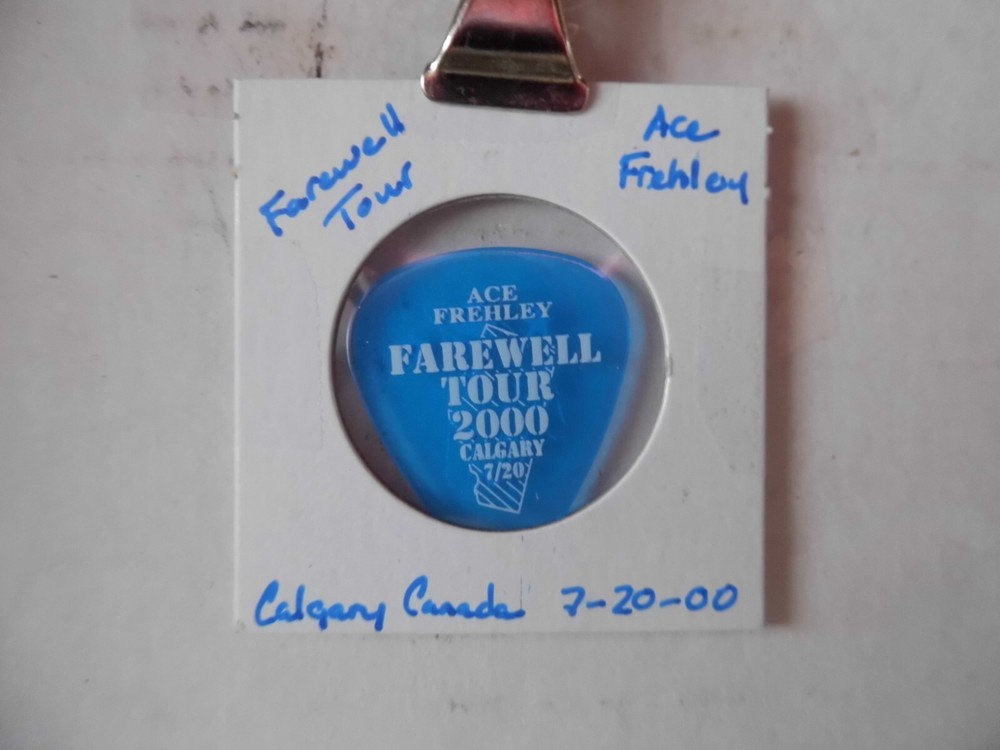 Farewell
Tour
Ace
Frehley
ACE
FREHLEY
FAREWELL
TOUR
2000
CALGARY
7/20
Calgary Canada 7-20-00